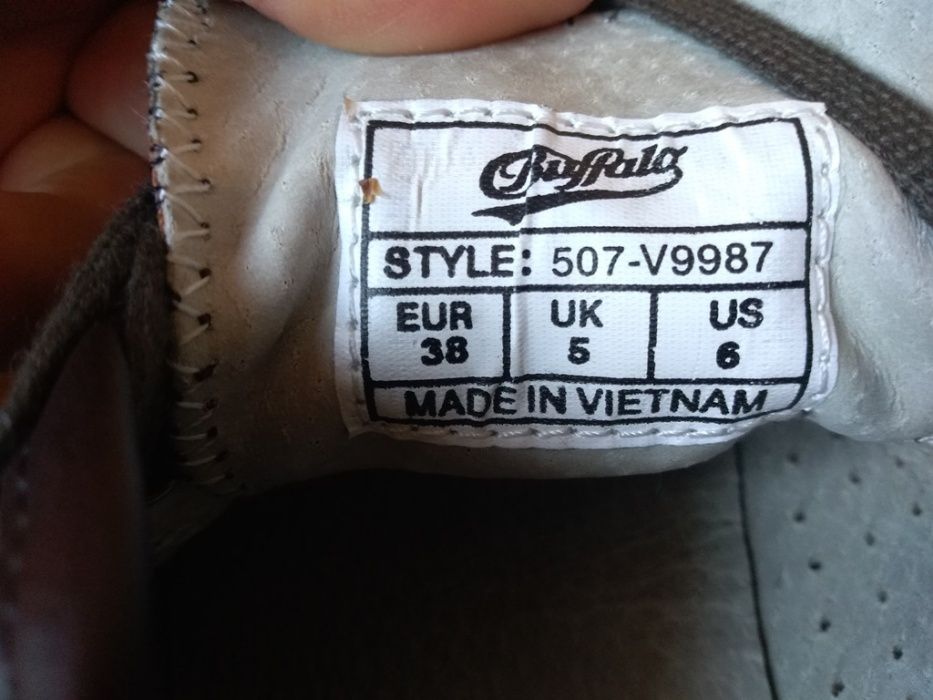 Buffalo
STYLE: 507-V9987
EUR UK US
38 5 6
MADE IN VIETNAM